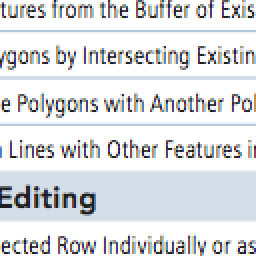 tures from the Buffer of Exis
ygons by Intersecting Existin
e Polygons with Another Pol
Lines with Other Features i
Editing
ected Row Individually or as